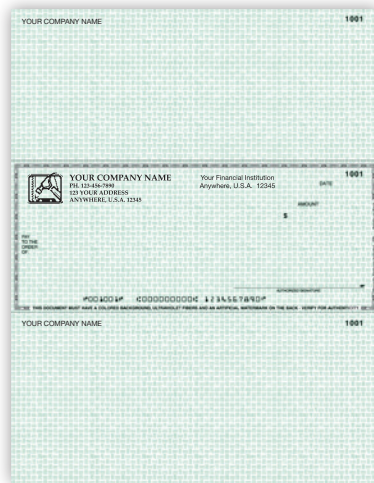 YOUR COMPANY NAME 1001
YOUR COMPANY NAME Your Financial Institution 1001
PH. 123-456-7890 Anywhere, U.S.A. 12345 DATE
123 YOUR ADDRESS
ANYWHERE, U.S.A. 12345
AMOUNT
$
PAY
TO THE
ORDER
OF
AUTHORIZED SIGNATURE
⑈001001⑈ ⑆000000000⑆ 1234567890⑈
THIS DOCUMENT MUST HAVE A COLORED BACKGROUND, ULTRAVIOLET FIBERS AND AN ARTIFICIAL WATERMARK ON THE BACK - VERIFY FOR AUTHENTICITY
YOUR COMPANY NAME 1001